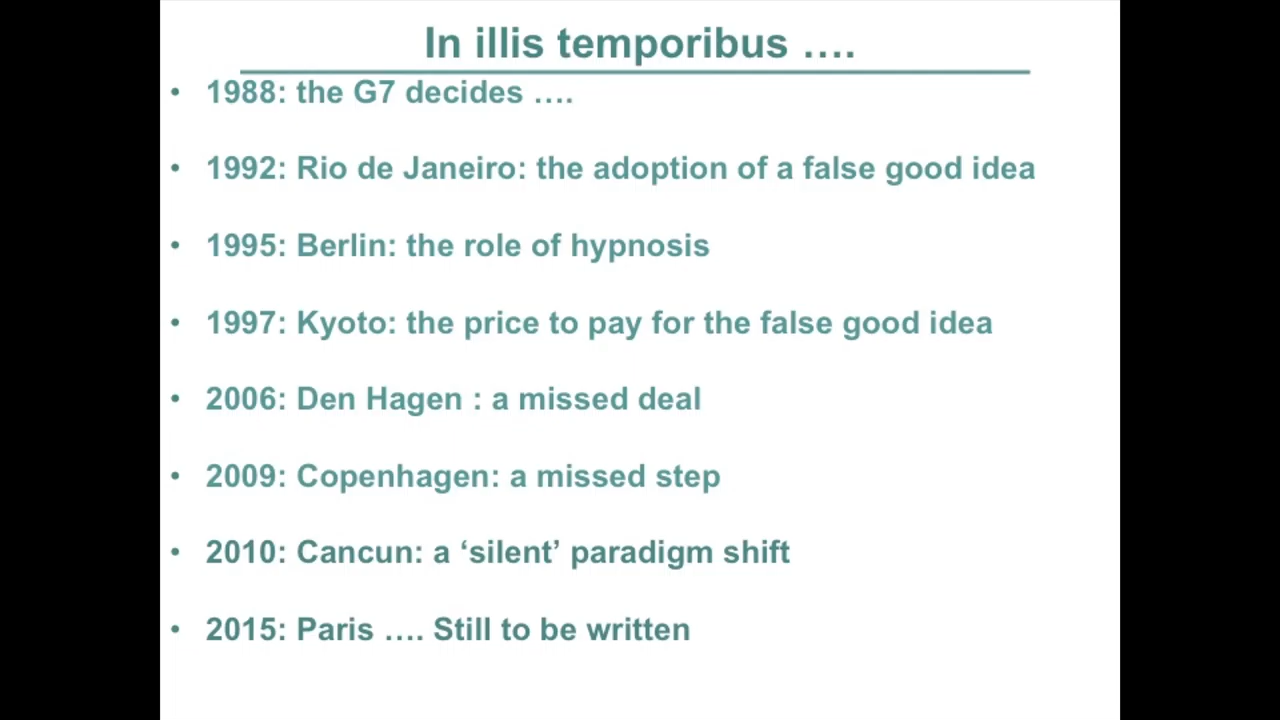 In illis temporibus ….
• 1988: the G7 decides ….
• 1992: Rio de Janeiro: the adoption of a false good idea
• 1995: Berlin: the role of hypnosis
• 1997: Kyoto: the price to pay for the false good idea
• 2006: Den Hagen : a missed deal
• 2009: Copenhagen: a missed step
• 2010: Cancun: a ‘silent’ paradigm shift
• 2015: Paris …. Still to be written